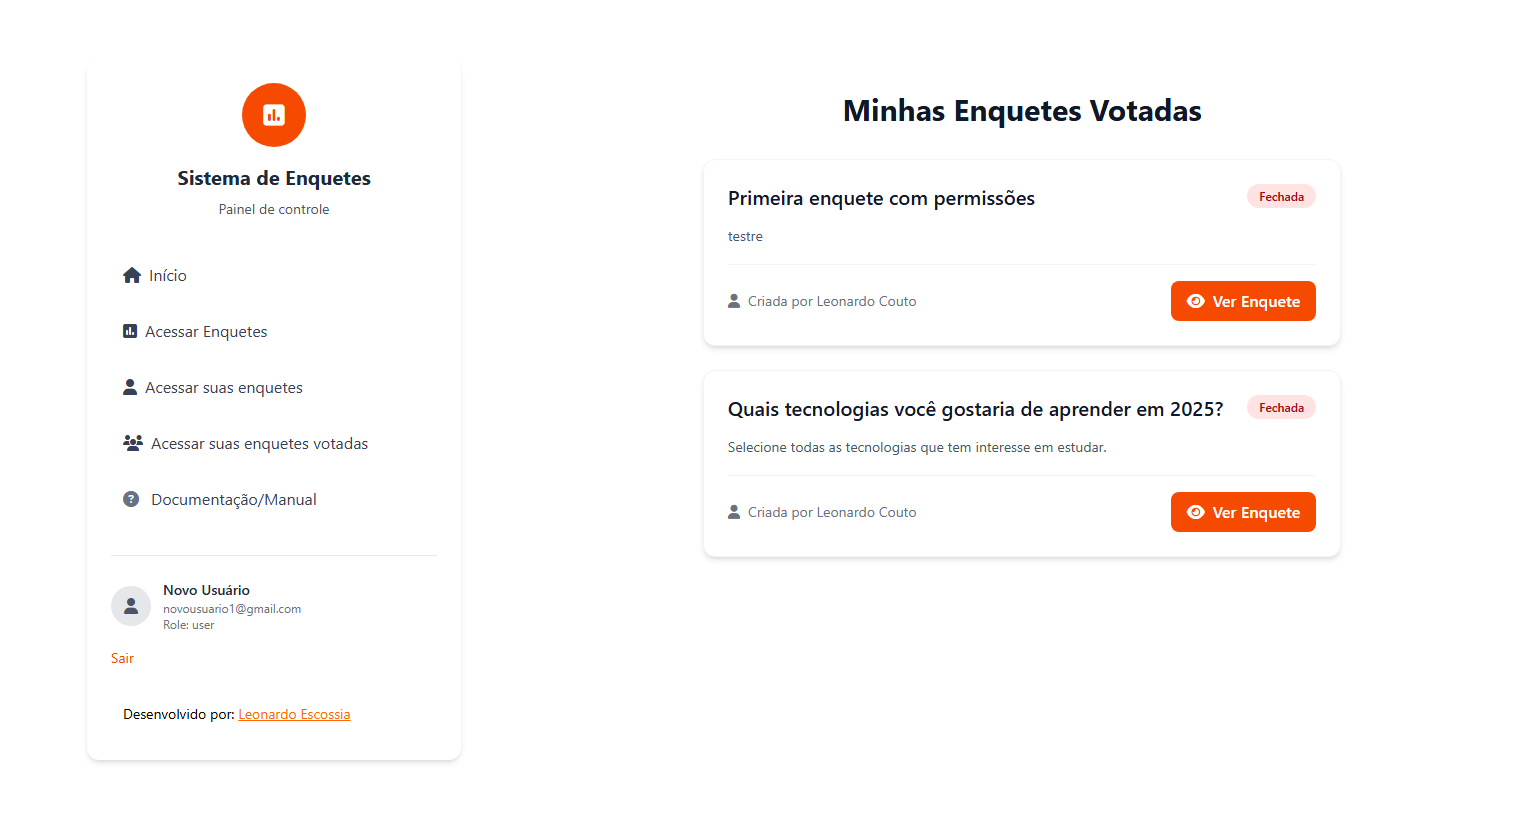 Sistema de Enquetes
Painel de controle
Início
Acessar Enquetes
Acessar suas enquetes
Acessar suas enquetes votadas
Documentação/Manual
Novo Usuário
novousuario1@gmail.com
Role: user
Sair
Desenvolvido por: Leonardo Escossia
Minhas Enquetes Votadas
Primeira enquete com permissões
Fechada
testre
Criada por Leonardo Couto
Ver Enquete
Quais tecnologias você gostaria de aprender em 2025?
Fechada
Selecione todas as tecnologias que tem interesse em estudar.
Criada por Leonardo Couto
Ver Enquete